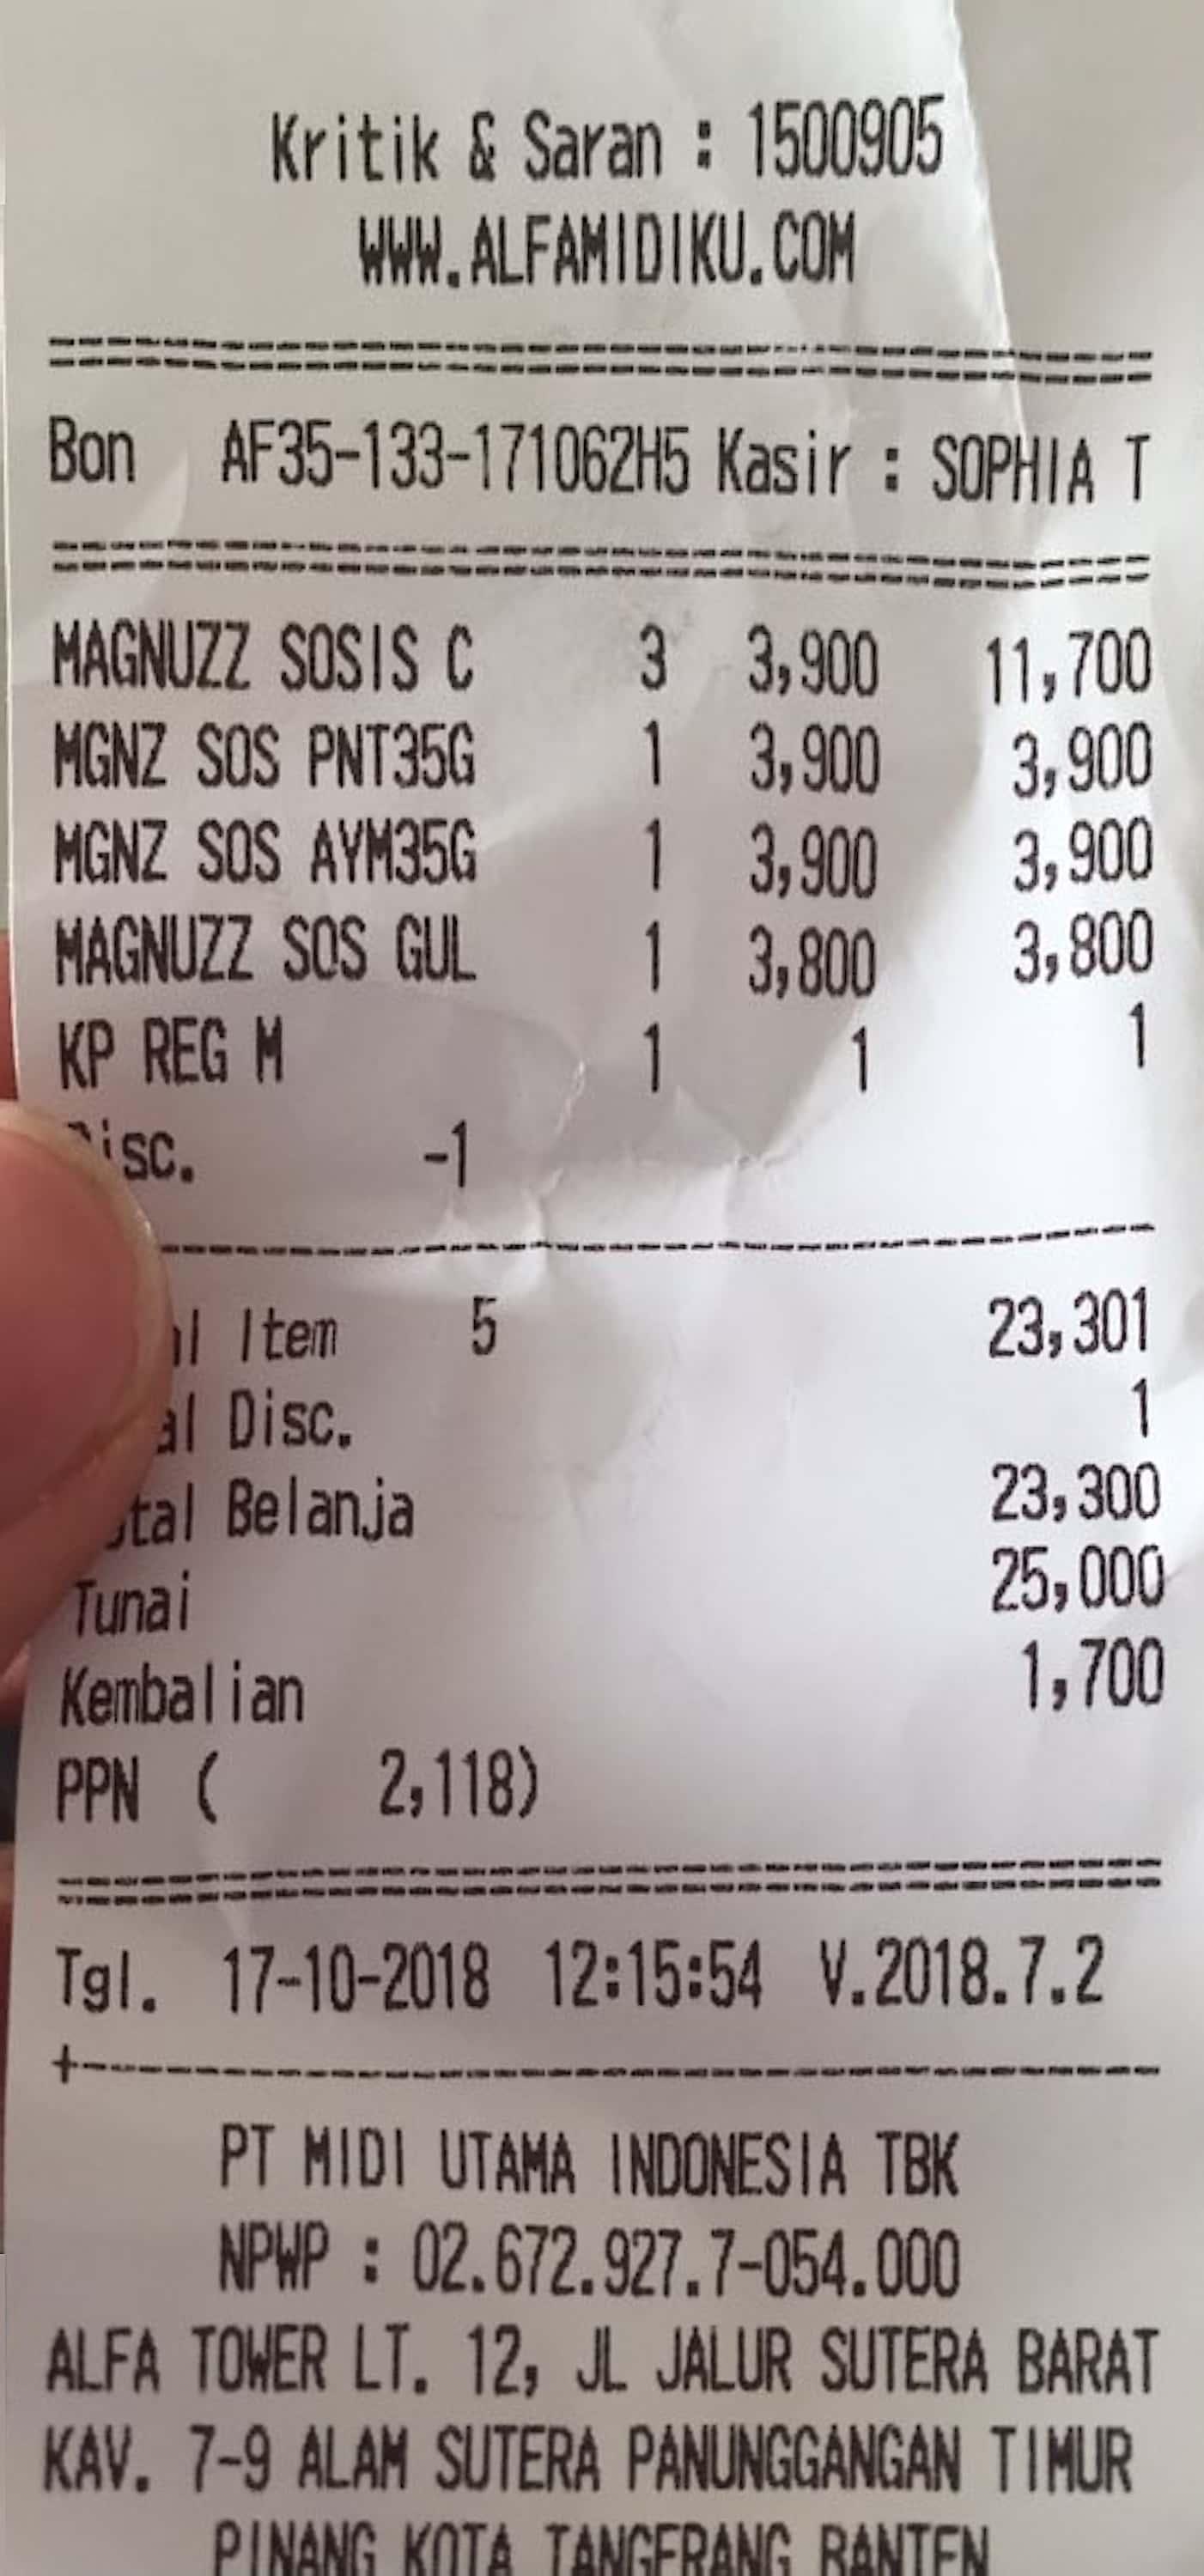 Kritik & Saran : 1500905
WWW.ALFAMIDIKU.COM
Bon AF35-133-171062H5 Kasir : SOPHIA T
MAGNUZZ SOSIS C 3 3,900 11,700
MGNZ SOS PNT35G 1 3,900 3,900
MGNZ SOS AYM35G 1 3,900 3,900
MAGNUZZ SOS GUL 1 3,800 3,800
KP REG M 1 1 1
-1
Item 5 23,301
Disc. 1
Belanja 23,300
Tunai 25,000
Kembalian 1,700
PPN ( 2,118)
Tgl. 17-10-2018 12:15:54 V.2018.7.2
PT MIDI UTAMA INDONESIA TBK
NPWP : 02.672.927.7-054.000
ALFA TOWER LT. 12, JL JALUR SUTERA BARAT
KAV. 7-9 ALAM SUTERA PANUNGGANGAN TIMUR
PINANG KOTA TANGERANG BANTEN